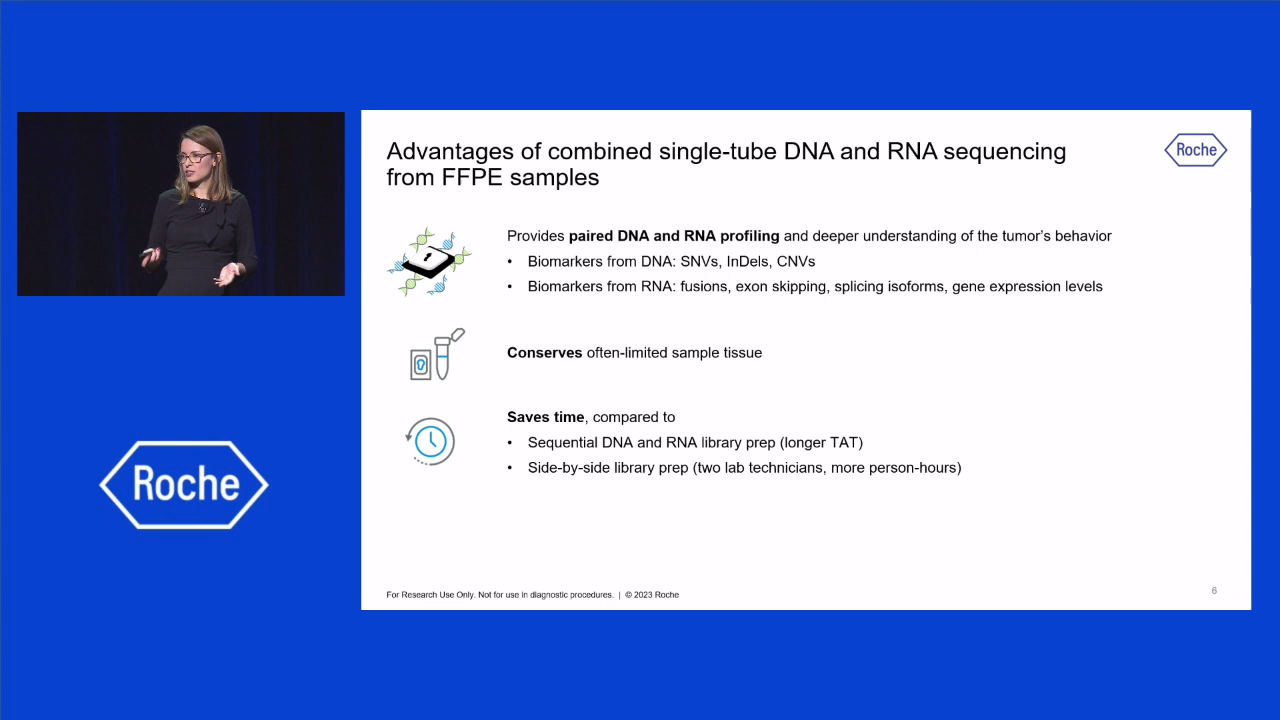 Advantages of combined single-tube DNA and RNA sequencing
from FFPE samples
Roche
Provides paired DNA and RNA profiling and deeper understanding of the tumor's behavior
• Biomarkers from DNA: SNVs, InDels, CNVs
• Biomarkers from RNA: fusions, exon skipping, splicing isoforms, gene expression levels
Conserves often-limited sample tissue
Saves time, compared to
• Sequential DNA and RNA library prep (longer TAT)
• Side-by-side library prep (two lab technicians, more person-hours)
Roche
For Research Use Only. Not for use in diagnostic procedures. | © 2023 Roche
6